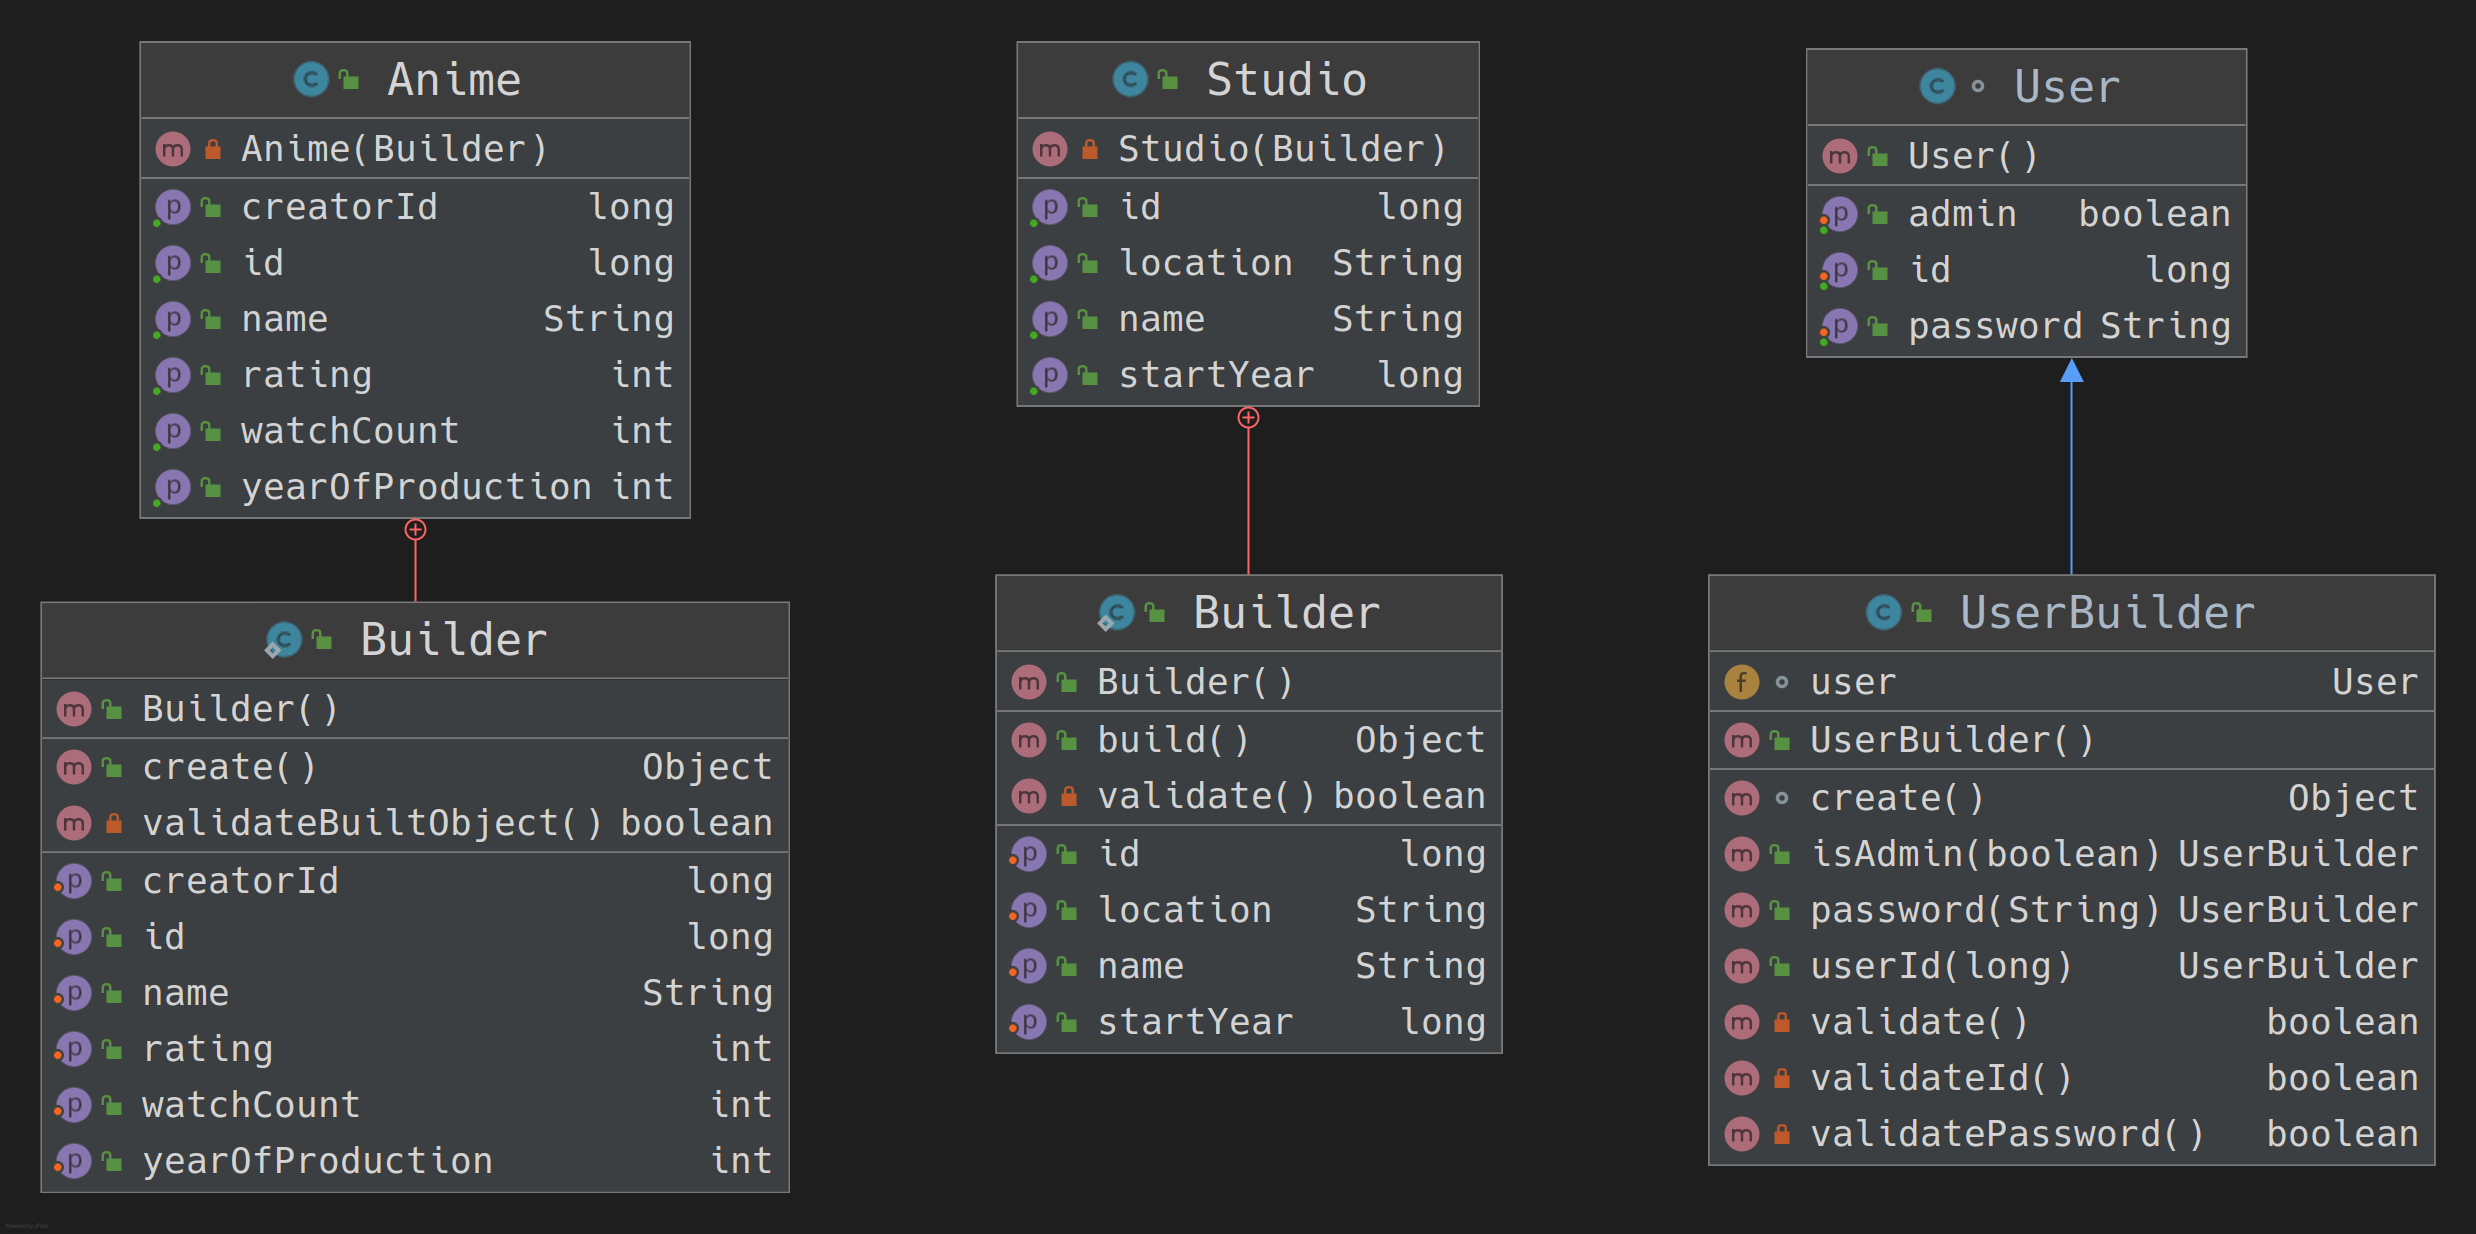 Anime
Anime(Builder)
creatorId long
id long
name String
rating int
watchCount int
yearOfProduction int
Builder
Builder()
create() Object
validateBuiltObject() boolean
creatorId long
id long
name String
rating int
watchCount int
yearOfProduction int
Studio
Studio(Builder)
id long
location String
name String
startYear long
Builder
Builder()
build() Object
validate() boolean
id long
location String
name String
startYear long
User
User()
admin boolean
id long
password String
UserBuilder
user User
UserBuilder()
create() Object
isAdmin(boolean) UserBuilder
password(String) UserBuilder
userId(long) UserBuilder
validate() boolean
validateId() boolean
validatePassword() boolean
Powered by yFiles